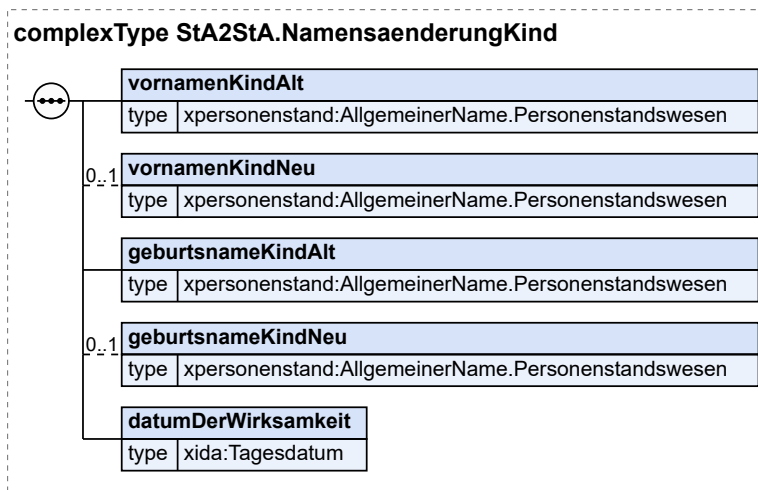 complexType StA2StA.NamensaenderungKind
vornamenKindAlt
type xpersonenstand:AllgemeinerName.Personenstandswesen
0..1 vornamenKindNeu
type xpersonenstand:AllgemeinerName.Personenstandswesen
geburtsnameKindAlt
type xpersonenstand:AllgemeinerName.Personenstandswesen
0..1 geburtsnameKindNeu
type xpersonenstand:AllgemeinerName.Personenstandswesen
datumDerWirksamkeit
type xida:Tagesdatum